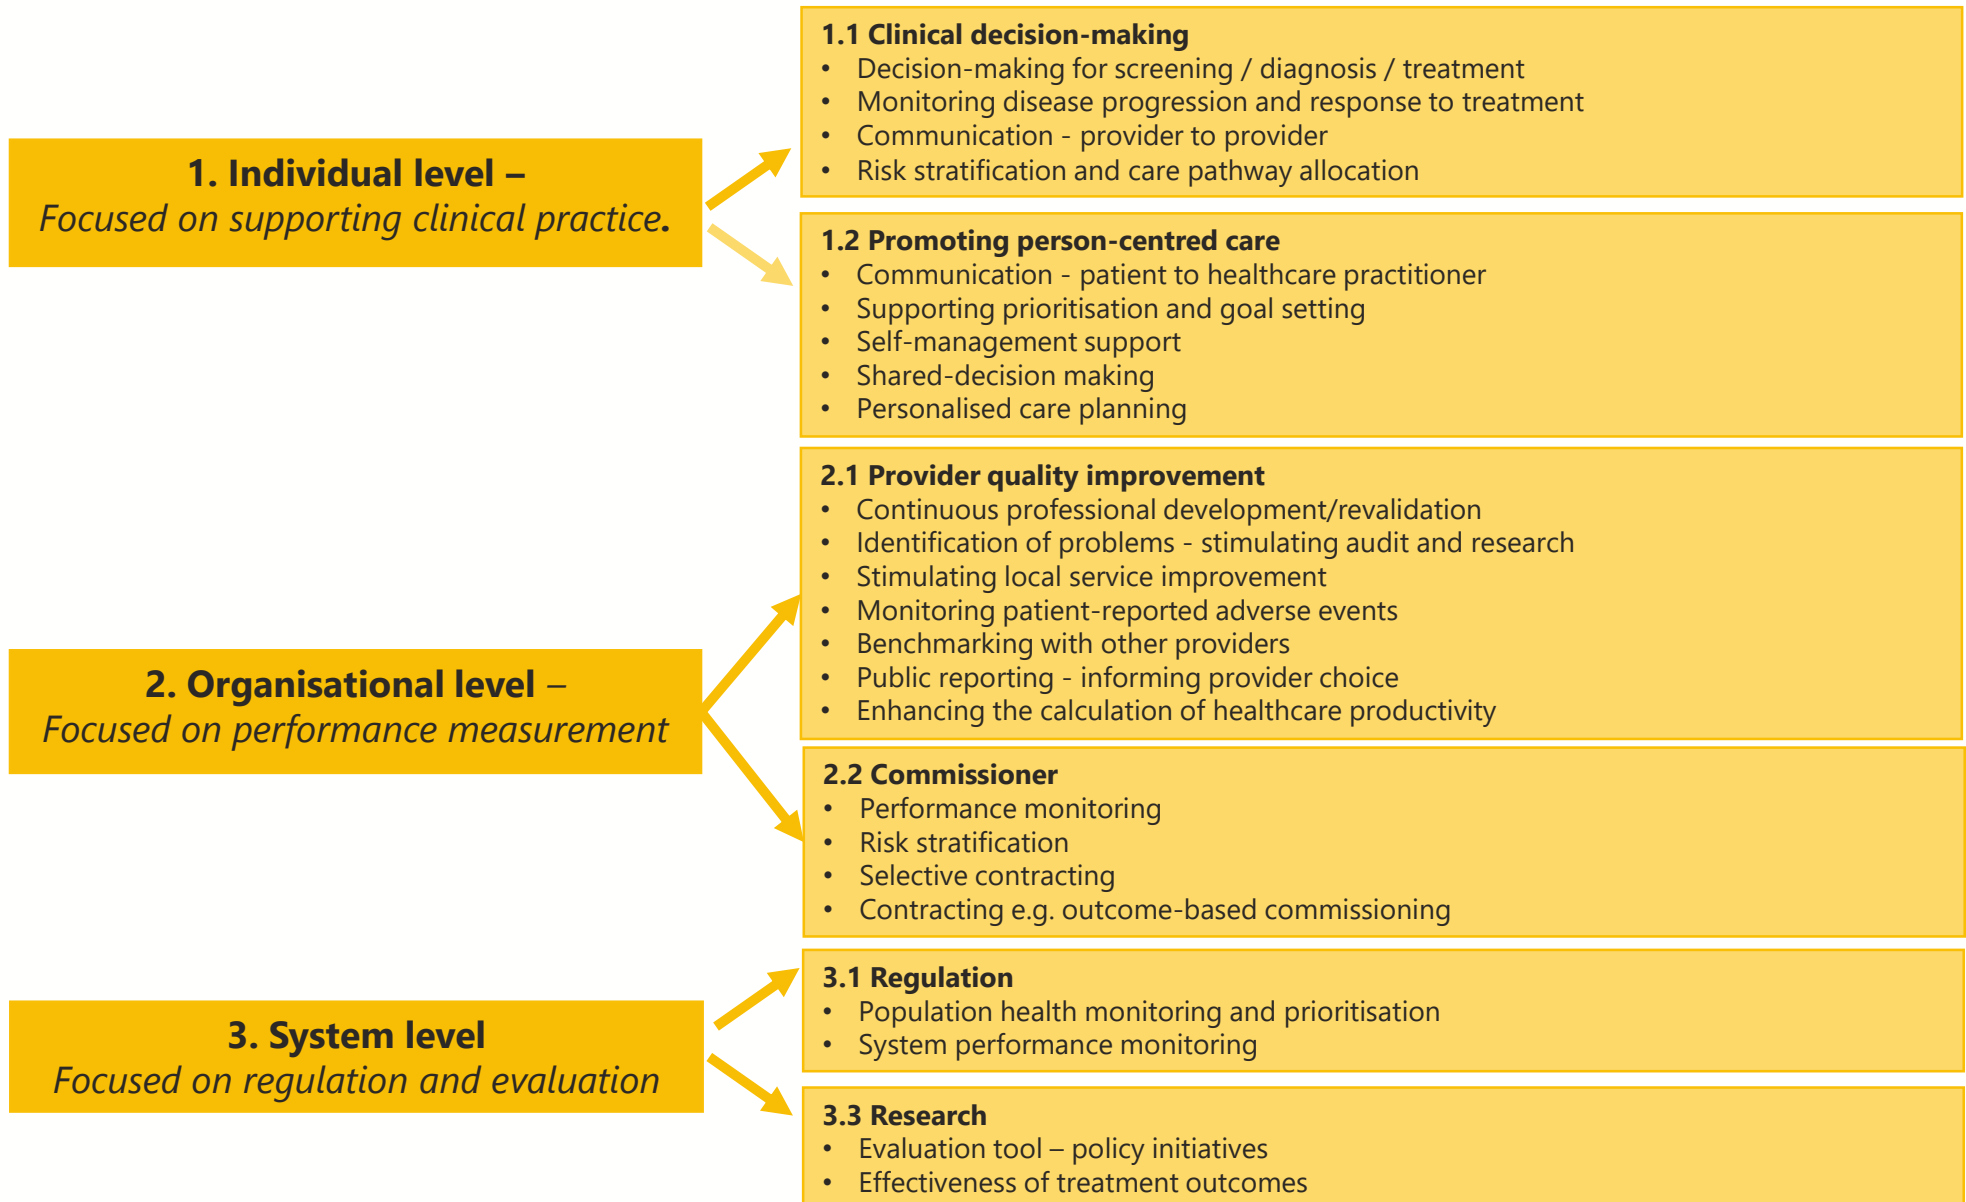 1. Individual level –
Focused on supporting clinical practice.
1.1 Clinical decision-making
• Decision-making for screening / diagnosis / treatment
• Monitoring disease progression and response to treatment
• Communication - provider to provider
• Risk stratification and care pathway allocation
1.2 Promoting person-centred care
• Communication - patient to healthcare practitioner
• Supporting prioritisation and goal setting
• Self-management support
• Shared-decision making
• Personalised care planning
2. Organisational level –
Focused on performance measurement
2.1 Provider quality improvement
• Continuous professional development/revalidation
• Identification of problems - stimulating audit and research
• Stimulating local service improvement
• Monitoring patient-reported adverse events
• Benchmarking with other providers
• Public reporting - informing provider choice
• Enhancing the calculation of healthcare productivity
2.2 Commissioner
• Performance monitoring
• Risk stratification
• Selective contracting
• Contracting e.g. outcome-based commissioning
3. System level
Focused on regulation and evaluation
3.1 Regulation
• Population health monitoring and prioritisation
• System performance monitoring
3.3 Research
• Evaluation tool – policy initiatives
• Effectiveness of treatment outcomes